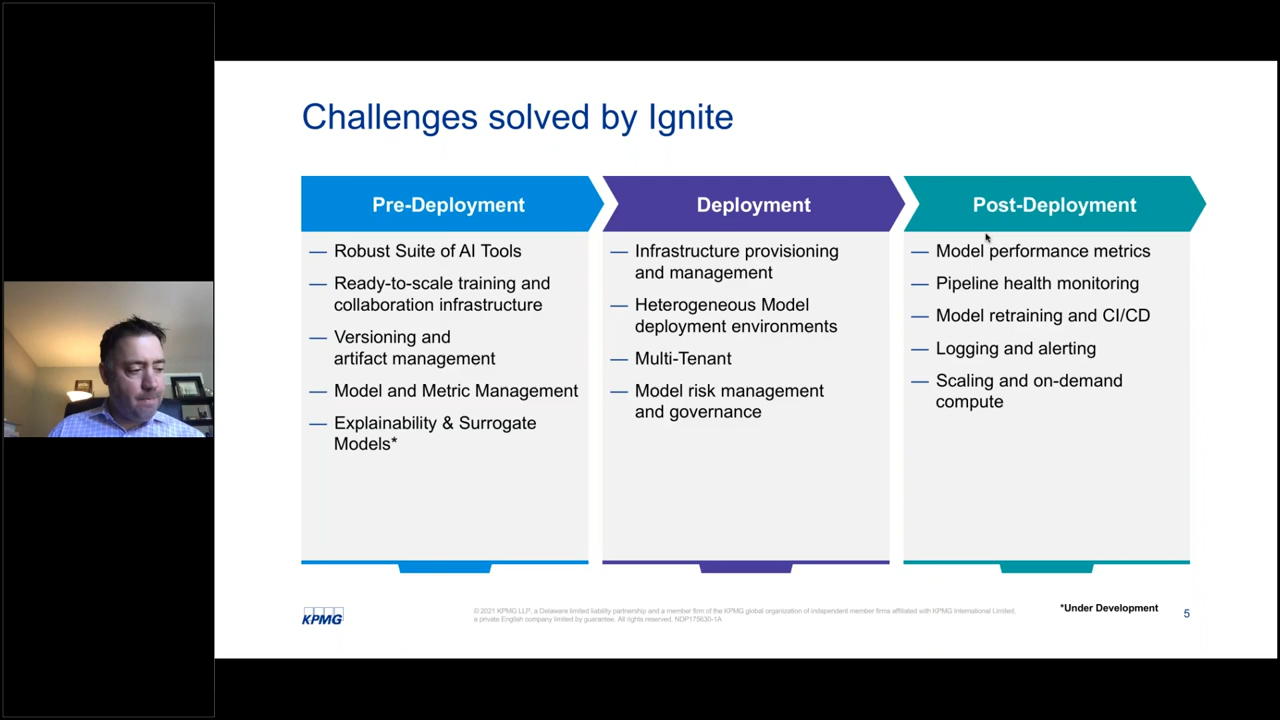 Challenges solved by Ignite
Pre-Deployment
— Robust Suite of AI Tools
— Ready-to-scale training and
collaboration infrastructure
— Versioning and
artifact management
— Model and Metric Management
— Explainability & Surrogate
Models*
Deployment
— Infrastructure provisioning
and management
— Heterogeneous Model
deployment environments
— Multi-Tenant
— Model risk management
and governance
Post-Deployment
— Model performance metrics
— Pipeline health monitoring
— Model retraining and CI/CD
— Logging and alerting
— Scaling and on-demand
compute
KPMG
© 2021 KPMG LLP, a Delaware limited liability partnership and a member firm of the KPMG global organization of independent member firms affiliated with KPMG International Limited,
a private English company limited by guarantee. All rights reserved. NDP175630-1A
*Under Development
5